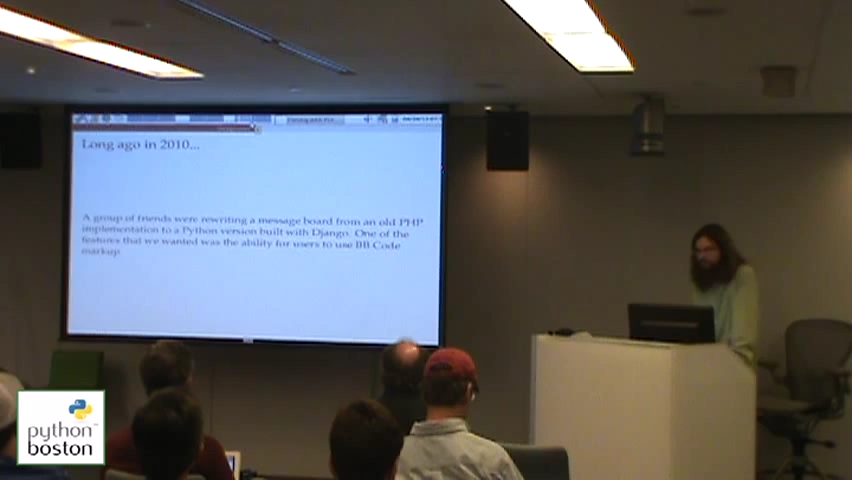 Long ago in 2010...
A group of friends were rewriting a message board from an old PHP
implementation to a Python version built with Django. One of the
features that we wanted was the ability for users to use BB Code
markup.
python
boston